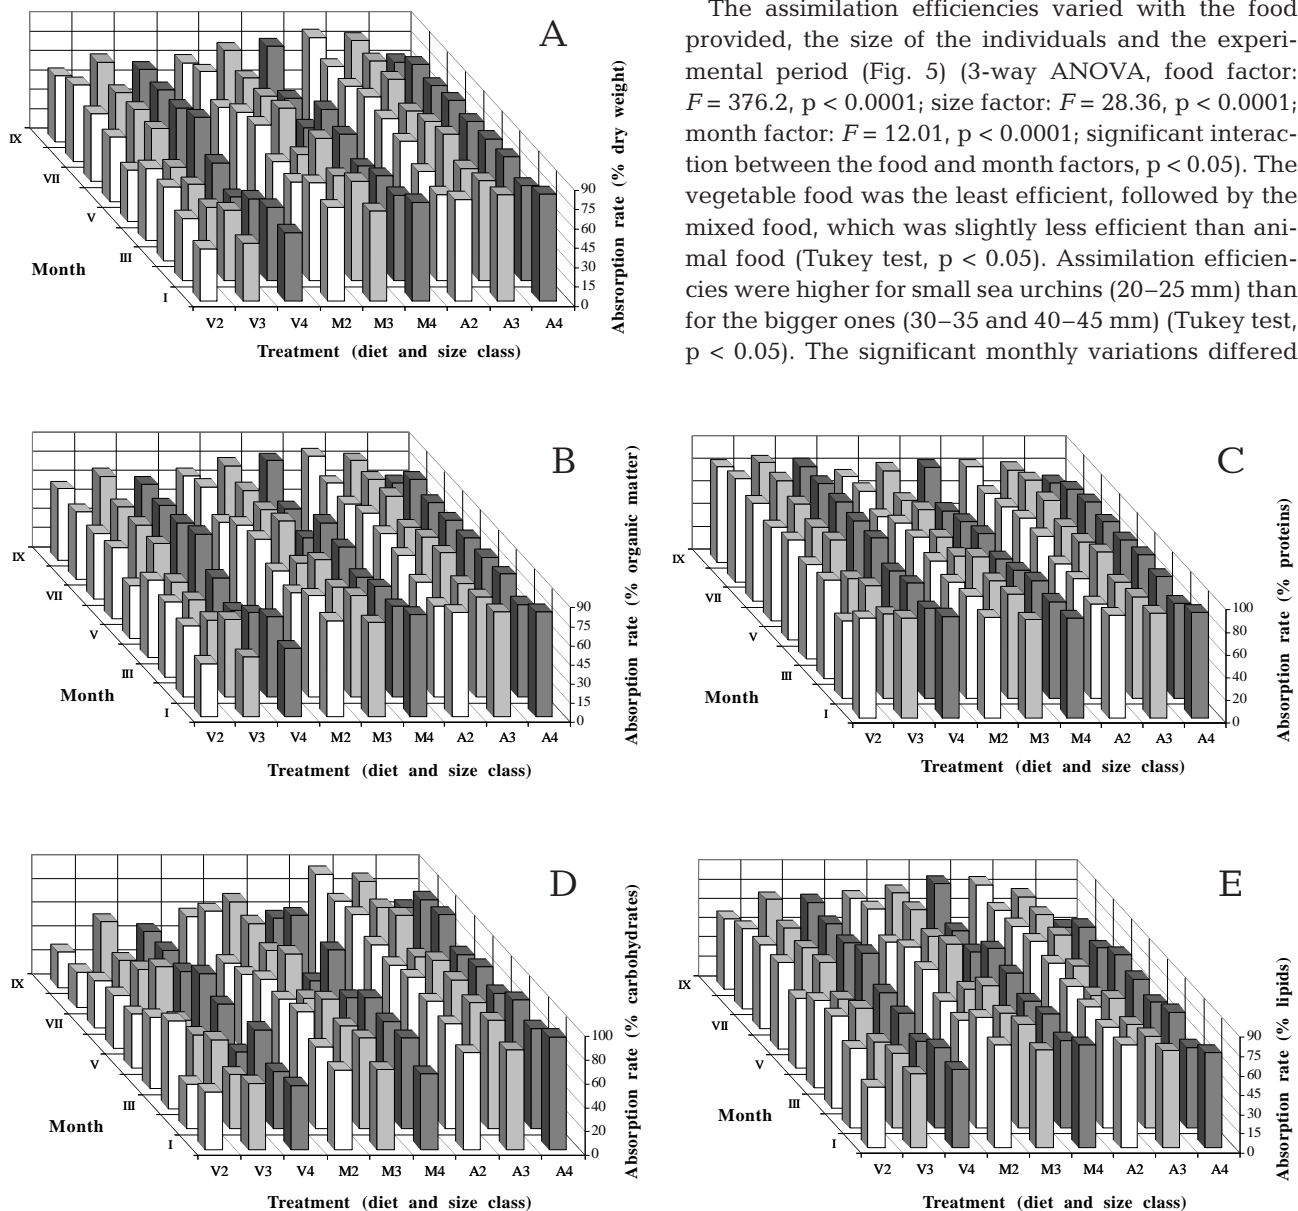 The assimilation efficiencies varied with the food
provided, the size of the individuals and the experi-
mental period (Fig. 5) (3-way ANOVA, food factor:
F = 376.2, p < 0.0001; size factor: F = 28.36, p < 0.0001;
month factor: F = 12.01, p < 0.0001; significant interac-
tion between the food and month factors, p < 0.05). The
vegetable food was the least efficient, followed by the
mixed food, which was slightly less efficient than ani-
mal food (Tukey test, p < 0.05). Assimilation efficien-
cies were higher for small sea urchins (20–25 mm) than
for the bigger ones (30–35 and 40–45 mm) (Tukey test,
p < 0.05). The significant monthly variations differed
A
IX
VII
V
III
I
Month
V2 V3 V4 M2 M3 M4 A2 A3 A4
Treatment (diet and size class)
90
75
60
45
30
15
0
Absrorption rate (% dry weight)
B
IX
VII
V
III
I
Month
V2 V3 V4 M2 M3 M4 A2 A3 A4
Treatment (diet and size class)
90
75
60
45
30
15
0
Absorption rate (% organic matter)
C
IX
VII
V
III
I
Month
V2 V3 V4 M2 M3 M4 A2 A3 A4
Treatment (diet and size class)
100
80
60
40
20
0
Absorption rate (% proteins)
D
IX
VII
V
III
I
Month
V2 V3 V4 M2 M3 M4 A2 A3 A4
Treatment (diet and size class)
100
80
60
40
20
0
Absorption rate (% carbohydrates)
E
IX
VII
V
III
I
Month
V2 V3 V4 M2 M3 M4 A2 A3 A4
Treatment (diet and size class)
90
75
60
45
30
15
0
Absorption rate (% lipids)